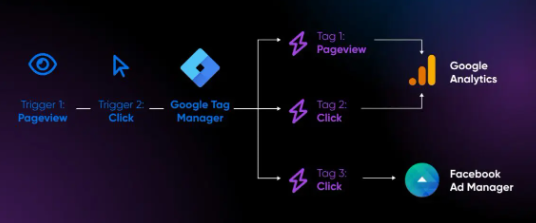 Trigger 1:
Pageview
Trigger 2:
Click
Google Tag
Manager
Tag 1:
Pageview
Tag 2:
Click
Tag 3:
Click
Google
Analytics
Facebook
Ad Manager